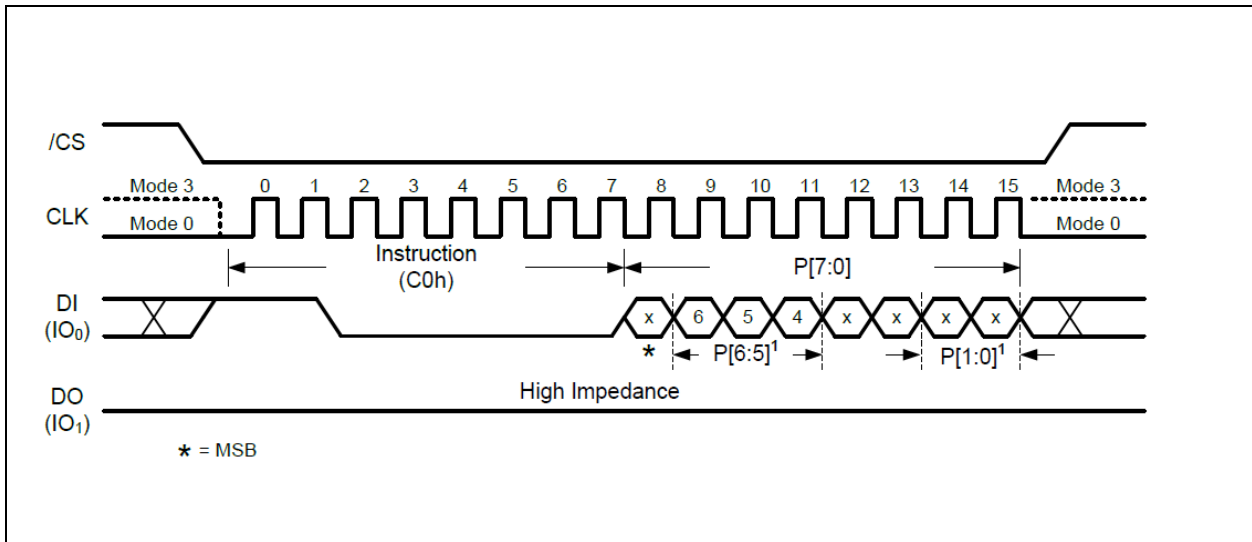 /CS
Mode 3 0 1 2 3 4 5 6 7 8 9 10 11 12 13 14 15 Mode 3
CLK
Mode 0 Mode 0
Instruction
(C0h)
P[7:0]
DI
(IO₀)
x 6 5 4 x x x x
* P[6:5]¹ P[1:0]¹
High Impedance
DO
(IO₁)
* = MSB